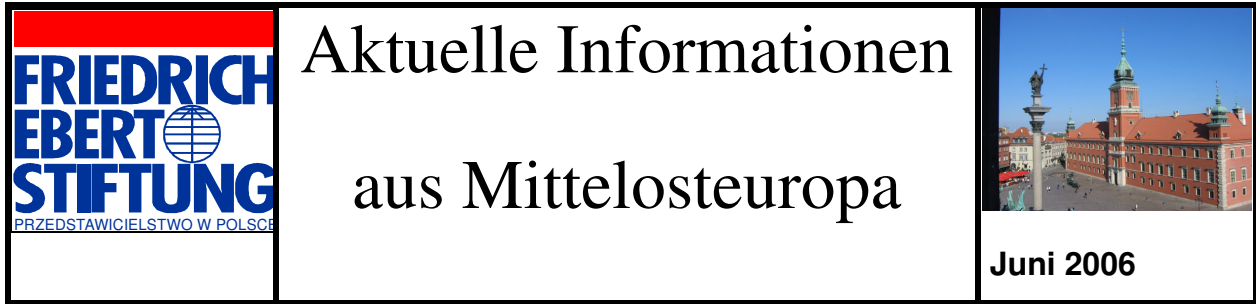 FRIEDRICH
EBERT
STIFTUNG
PRZEDSTAWICIELSTWO W POLSCE
Aktuelle Informationen
aus Mittelosteuropa
Juni 2006